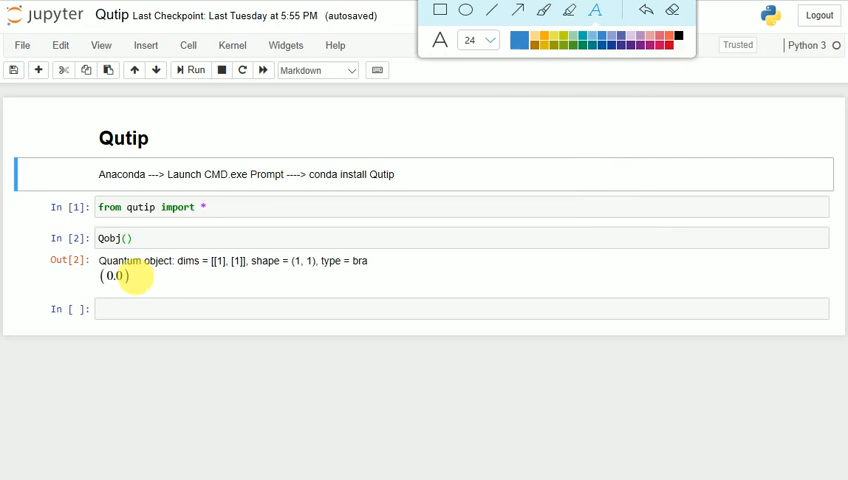 jupyter Qutip Last Checkpoint: Last Tuesday at 5:55 PM (autosaved)
Logout
File Edit View Insert Cell Kernel Widgets Help
A 24
Trusted Python 3
Run Markdown
Qutip
Anaconda ---> Launch CMD.exe Prompt ----> conda install Qutip
In [1]: from qutip import *
In [2]: Qobj()
Out[2]: Quantum object: dims = [[1], [1]], shape = (1, 1), type = bra
(0.0)
In [ ]: